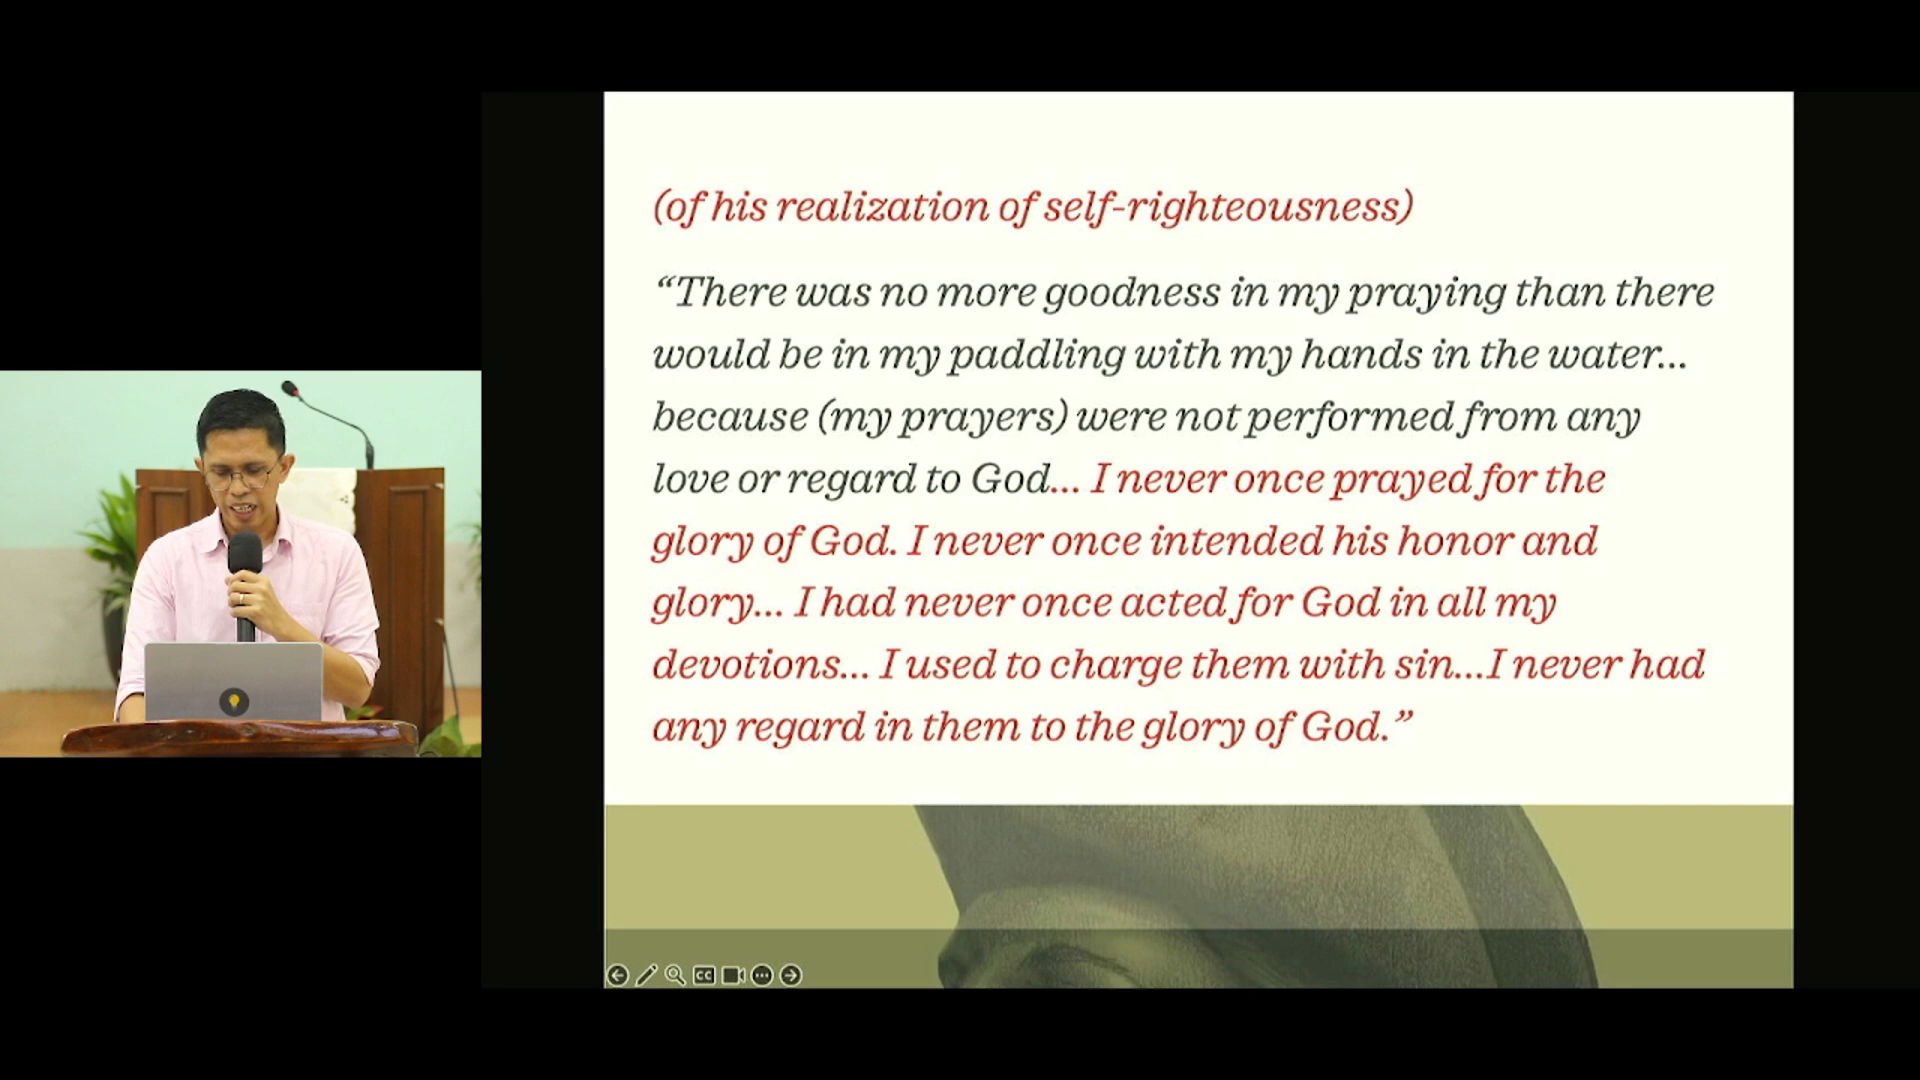 (of his realization of self-righteousness)
“There was no more goodness in my praying than there
would be in my paddling with my hands in the water...
because (my prayers) were not performed from any
love or regard to God... I never once prayed for the
glory of God. I never once intended his honor and
glory... I had never once acted for God in all my
devotions... I used to charge them with sin...I never had
any regard in them to the glory of God.”
CC